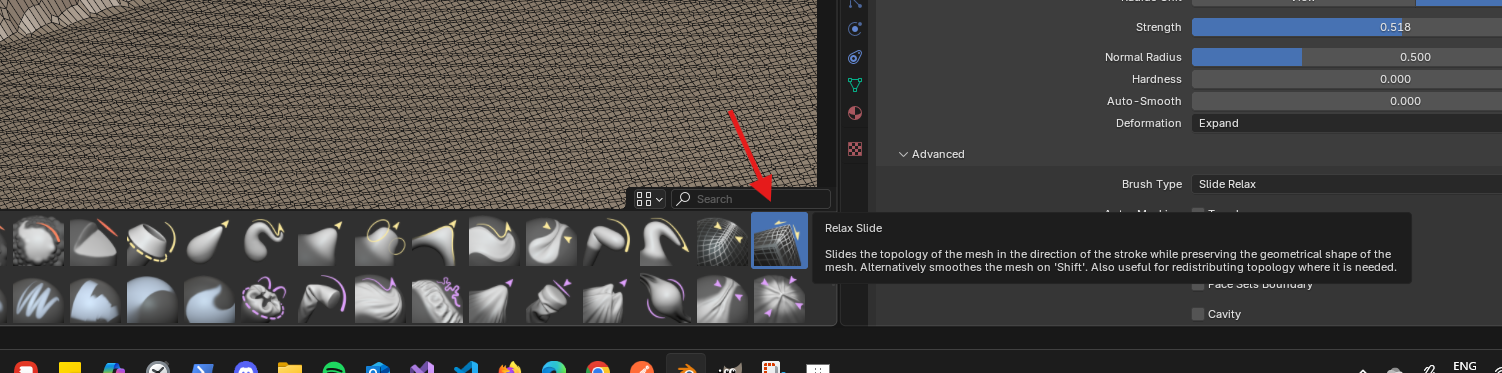 Strength
0.518
Normal Radius
0.500
Hardness
0.000
Auto-Smooth
0.000
Deformation
Expand
Advanced
Search
Brush Type
Slide Relax
Relax Slide
Slides the topology of the mesh in the direction of the stroke while preserving the geometrical shape of the
mesh. Alternatively smoothes the mesh on 'Shift'. Also useful for redistributing topology where it is needed.
Face Sets Boundary
Cavity
ENG